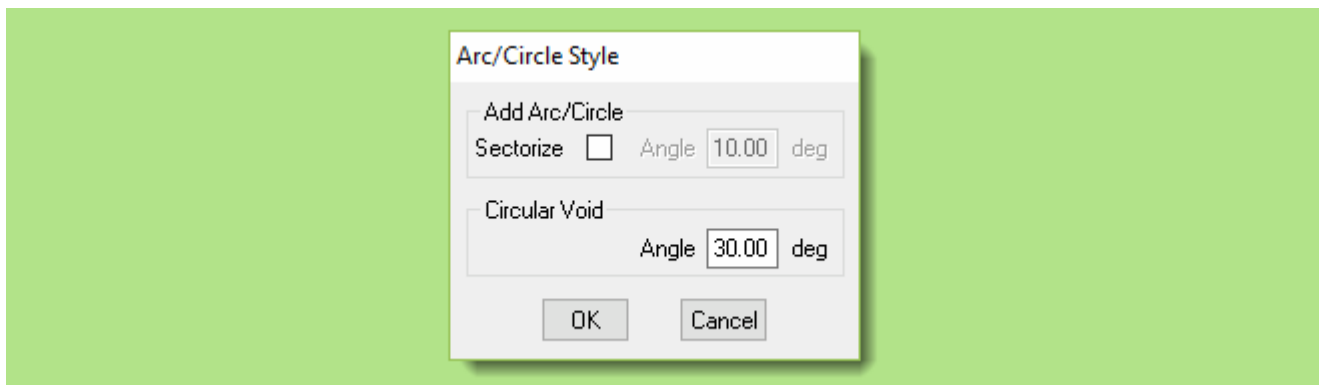 Arc/Circle Style
Add Arc/Circle
Sectorize Angle 10.00 deg
Circular Void
Angle 30.00 deg
OK Cancel